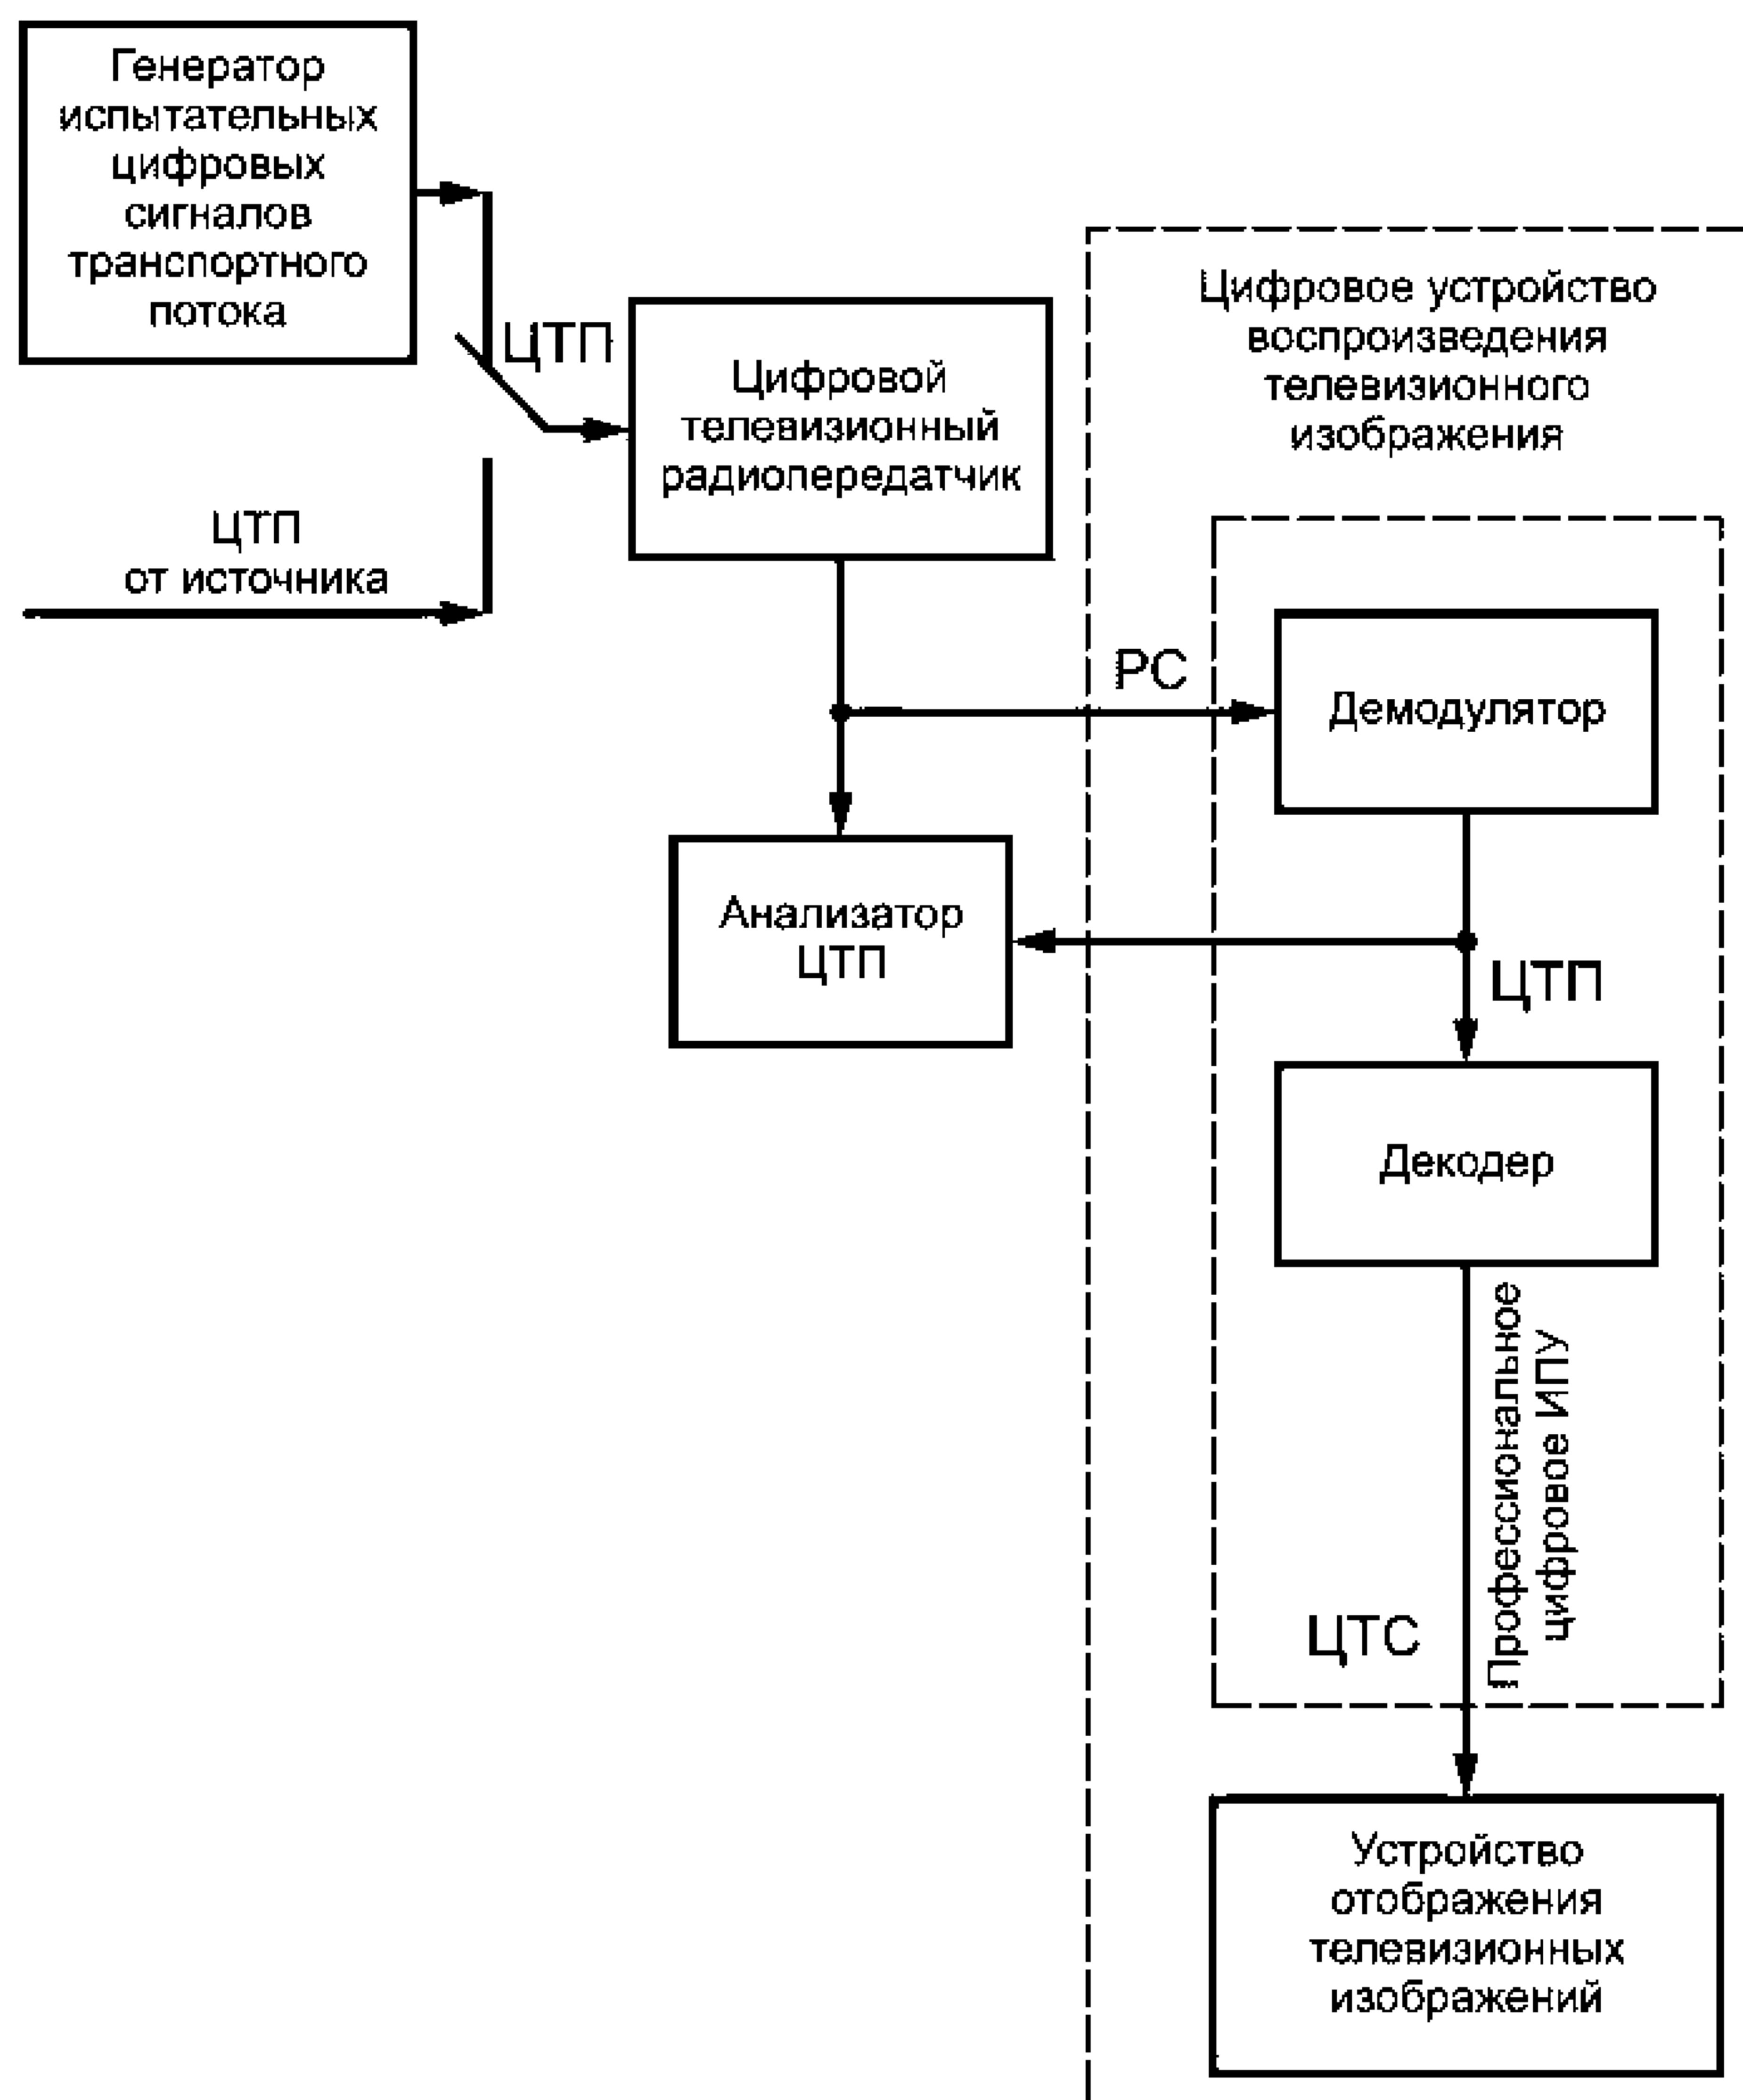 Генератор
испытательных
цифровых
сигналов
транспортного
потока
ЦТП
ЦТП
от источника
Цифровой
телевизионный
радиопередатчик
Цифровое устройство
воспроизведения
телевизионного
изображения
РС
Демодулятор
Анализатор
ЦТП
ЦТП
Декодер
Профессиональное
цифровое ИПУ
ЦТС
Устройство
отображения
телевизионных
изображений